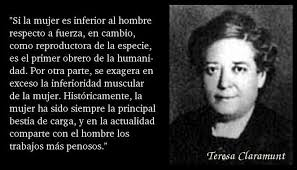 "Si la mujer es inferior al hombre
respecto a fuerza, en cambio,
como reproductora de la especie,
es el primer obrero de la humani-
dad. Por otra parte, se exagera en
exceso la inferioridad muscular
de la mujer. Históricamente, la
mujer ha sido siempre la principal
bestia de carga, y en la actualidad
comparte con el hombre los
trabajos más penosos."
Teresa Claramunt